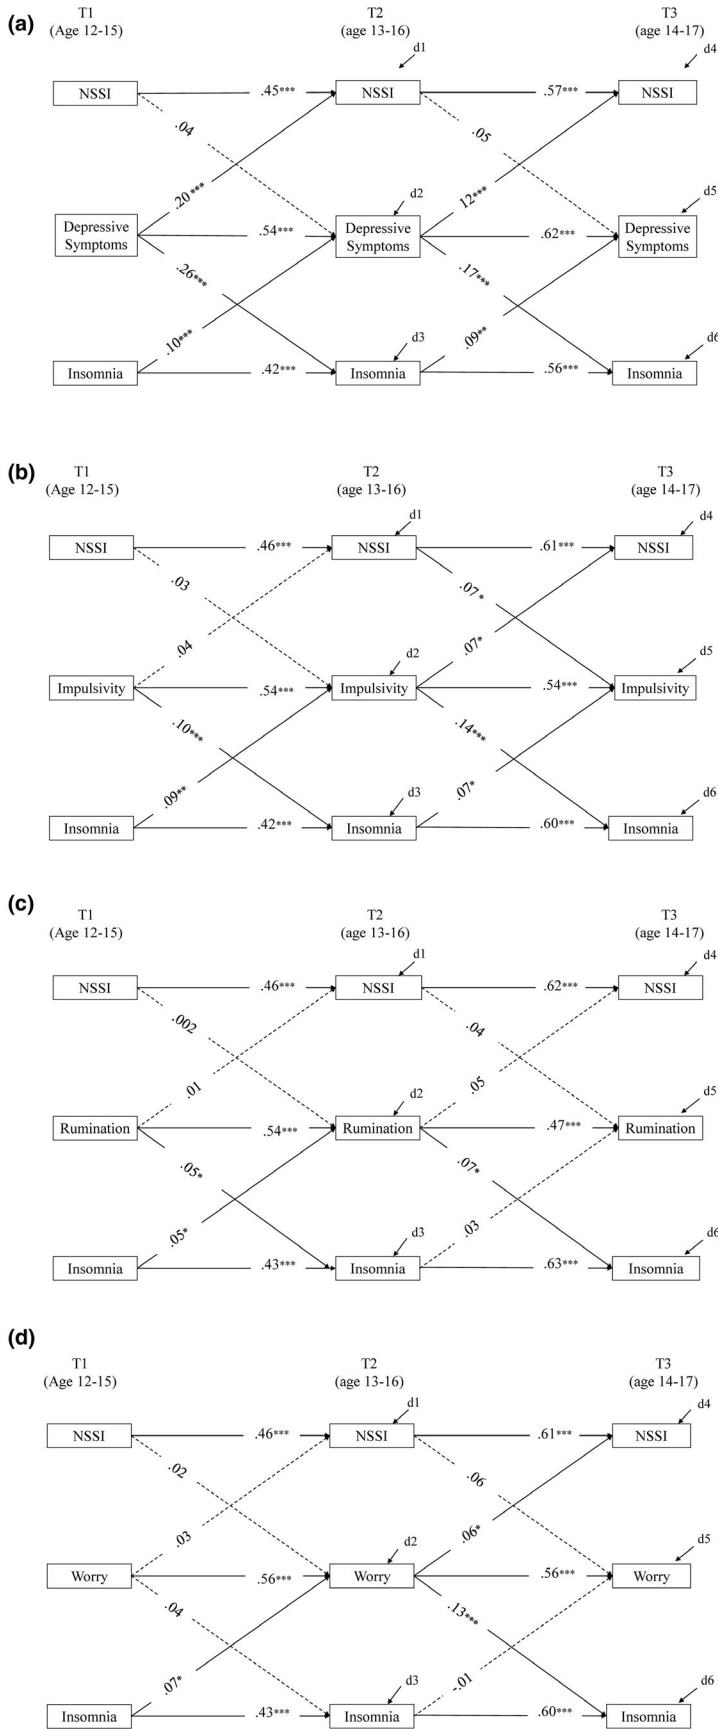 (a)
T1 T2 T3
(Age 12-15) (age 13-16) (age 14-17)
d1 d4
NSSI .45*** NSSI .57*** NSSI
.04 .05
.20*** 12***
d2 d5
Depressive Symptoms .54*** Depressive Symptoms .62*** Depressive Symptoms
.26*** .17***
.10*** .09**
d3 d6
Insomnia .42*** Insomnia .56*** Insomnia
(b)
T1 T2 T3
(Age 12-15) (age 13-16) (age 14-17)
d1 d4
NSSI .46*** NSSI .61*** NSSI
.03 .07*
.04 .07*
d2 d5
Impulsivity .54*** Impulsivity .54*** Impulsivity
.10*** .14***
.09** .07*
d3 d6
Insomnia .42*** Insomnia .60*** Insomnia
(c)
T1 T2 T3
(Age 12-15) (age 13-16) (age 14-17)
d1 d4
NSSI .46*** NSSI .62*** NSSI
.002 .04
.01 .05
d2 d5
Rumination .54*** Rumination .47*** Rumination
.05* .07*
.05* .03
d3 d6
Insomnia .43*** Insomnia .63*** Insomnia
(d)
T1 T2 T3
(Age 12-15) (age 13-16) (age 14-17)
d1 d4
NSSI .46*** NSSI .61*** NSSI
.02 .06
.03 .06*
d2 d5
Worry .56*** Worry .56*** Worry
.04 .13***
.07* -.01
d3 d6
Insomnia .43*** Insomnia .60*** Insomnia